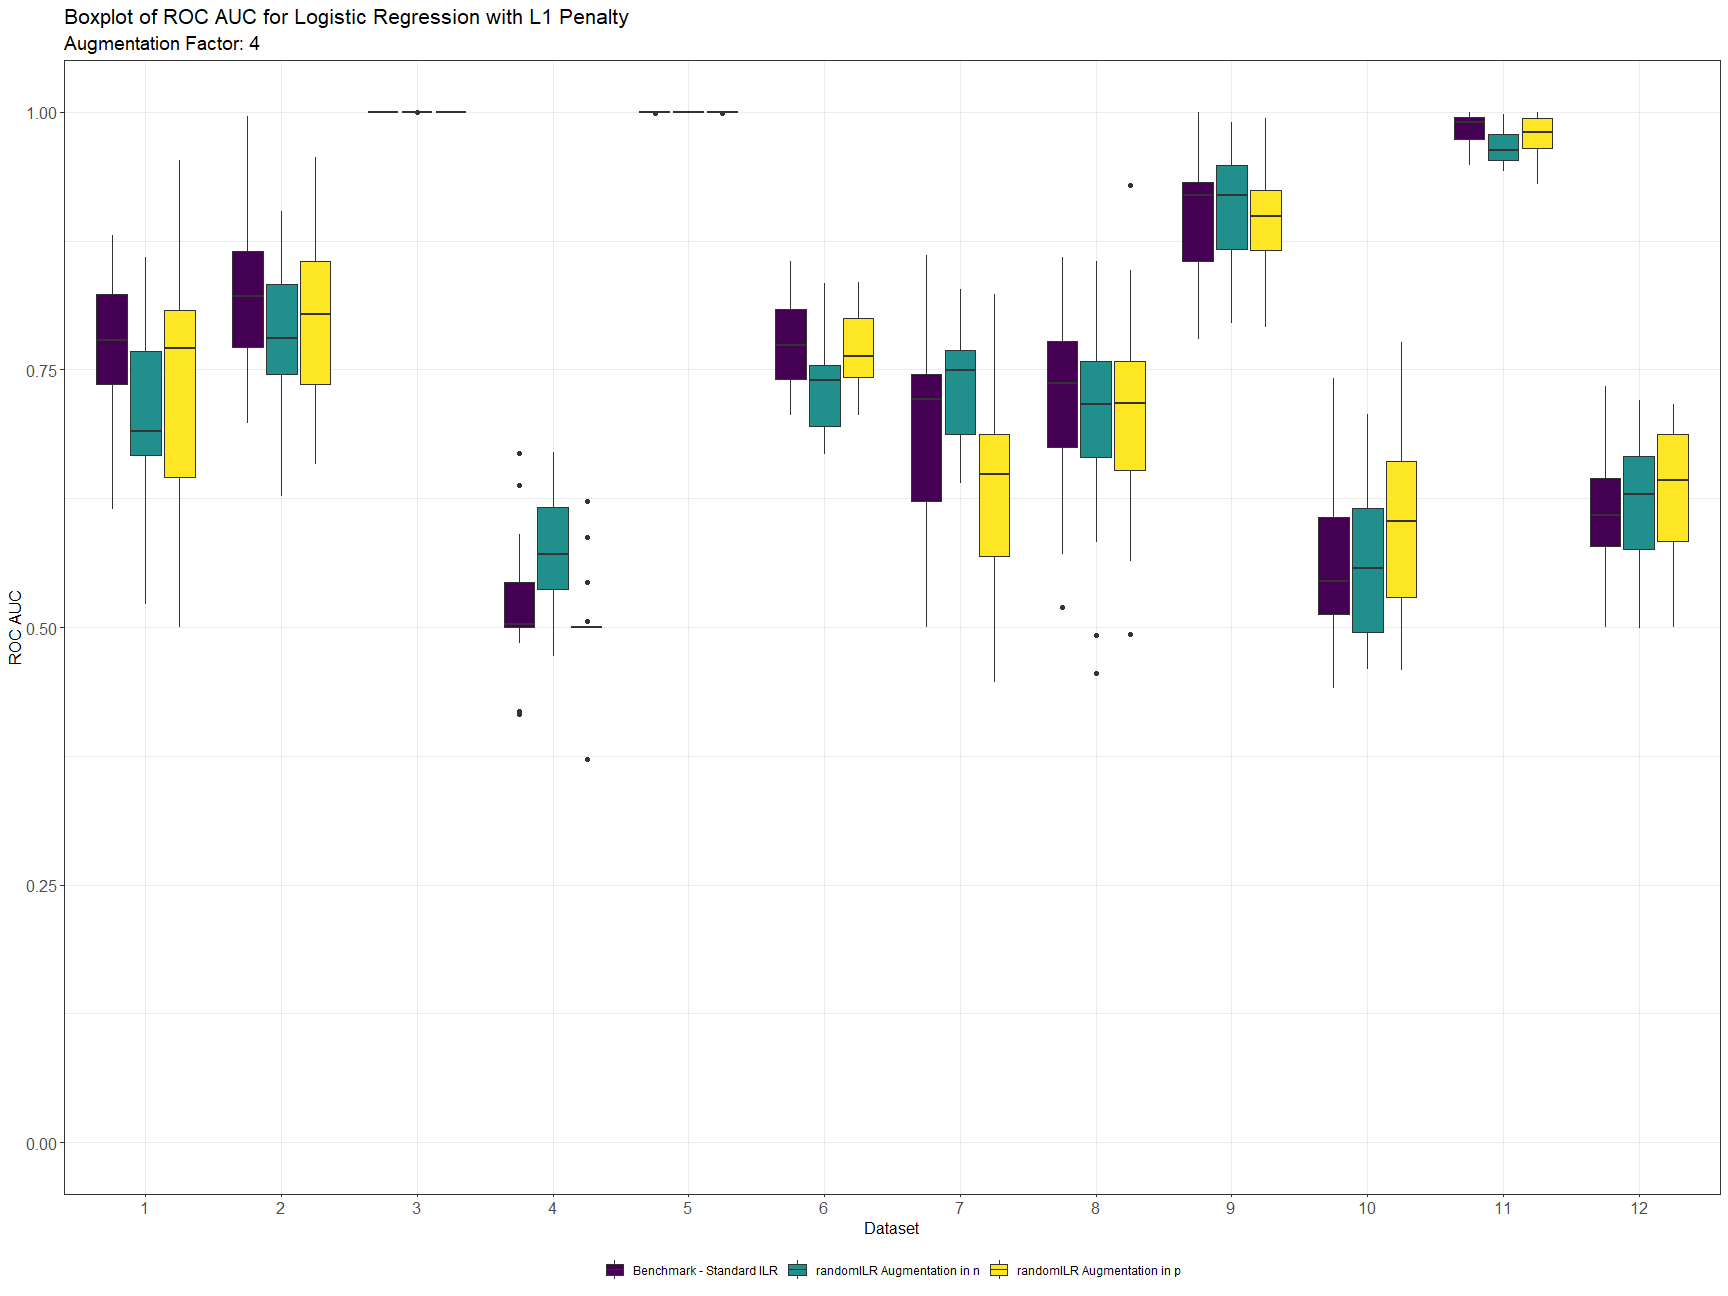 Boxplot of ROC AUC for Logistic Regression with L1 Penalty
Augmentation Factor: 4
1.00
0.75
0.50
0.25
0.00
ROC AUC
1 2 3 4 5 6 7 8 9 10 11 12
Dataset
Benchmark - Standard ILR randomILR Augmentation in n randomILR Augmentation in p